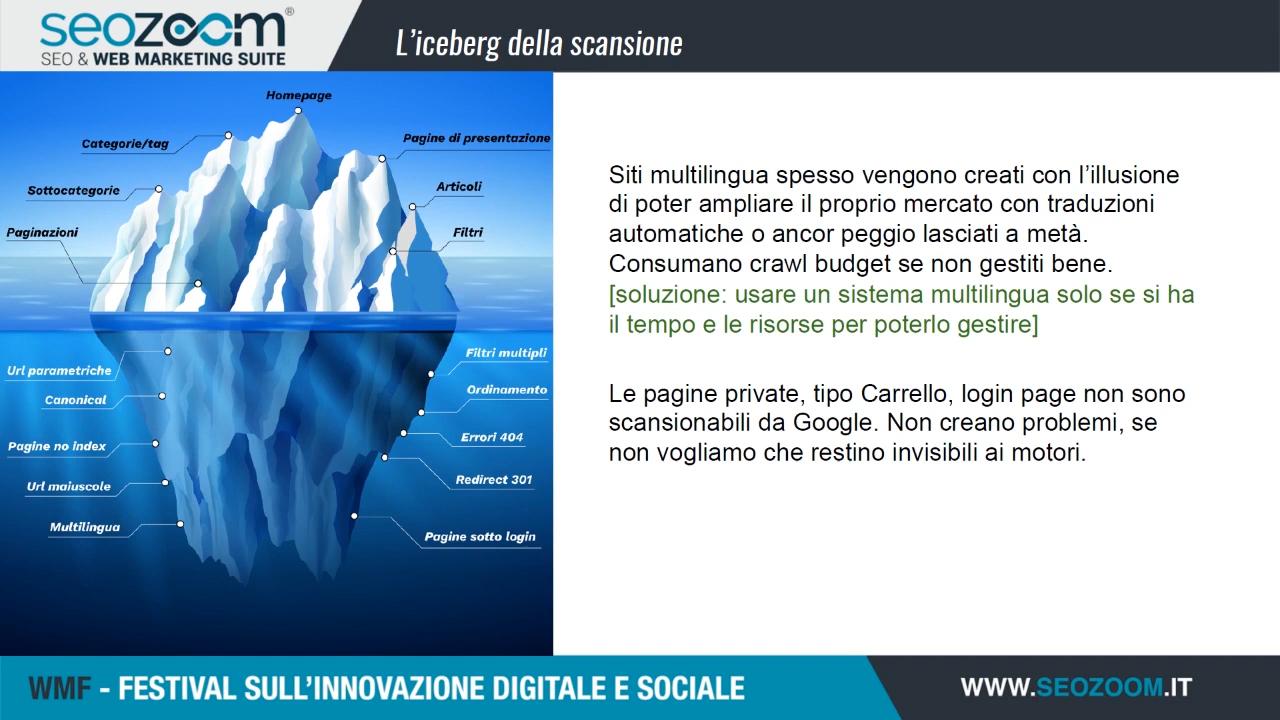 seozoom®
SEO & WEB MARKETING SUITE
L'iceberg della scansione
Homepage
Categorie/tag
Pagine di presentazione
Sottocategorie
Articoli
Paginazioni
Filtri
Url parametriche
Filtri multipli
Canonical
Ordinamento
Pagine no index
Errori 404
Url maiuscole
Redirect 301
Multilingua
Pagine sotto login
Siti multilingua spesso vengono creati con l'illusione
di poter ampliare il proprio mercato con traduzioni
automatiche o ancor peggio lasciati a metà.
Consumano crawl budget se non gestiti bene.
[soluzione: usare un sistema multilingua solo se si ha
il tempo e le risorse per poterlo gestire]
Le pagine private, tipo Carrello, login page non sono
scansionabili da Google. Non creano problemi, se
non vogliamo che restino invisibili ai motori.
WMF - FESTIVAL SULL'INNOVAZIONE DIGITALE E SOCIALE
WWW.SEOZOOM.IT